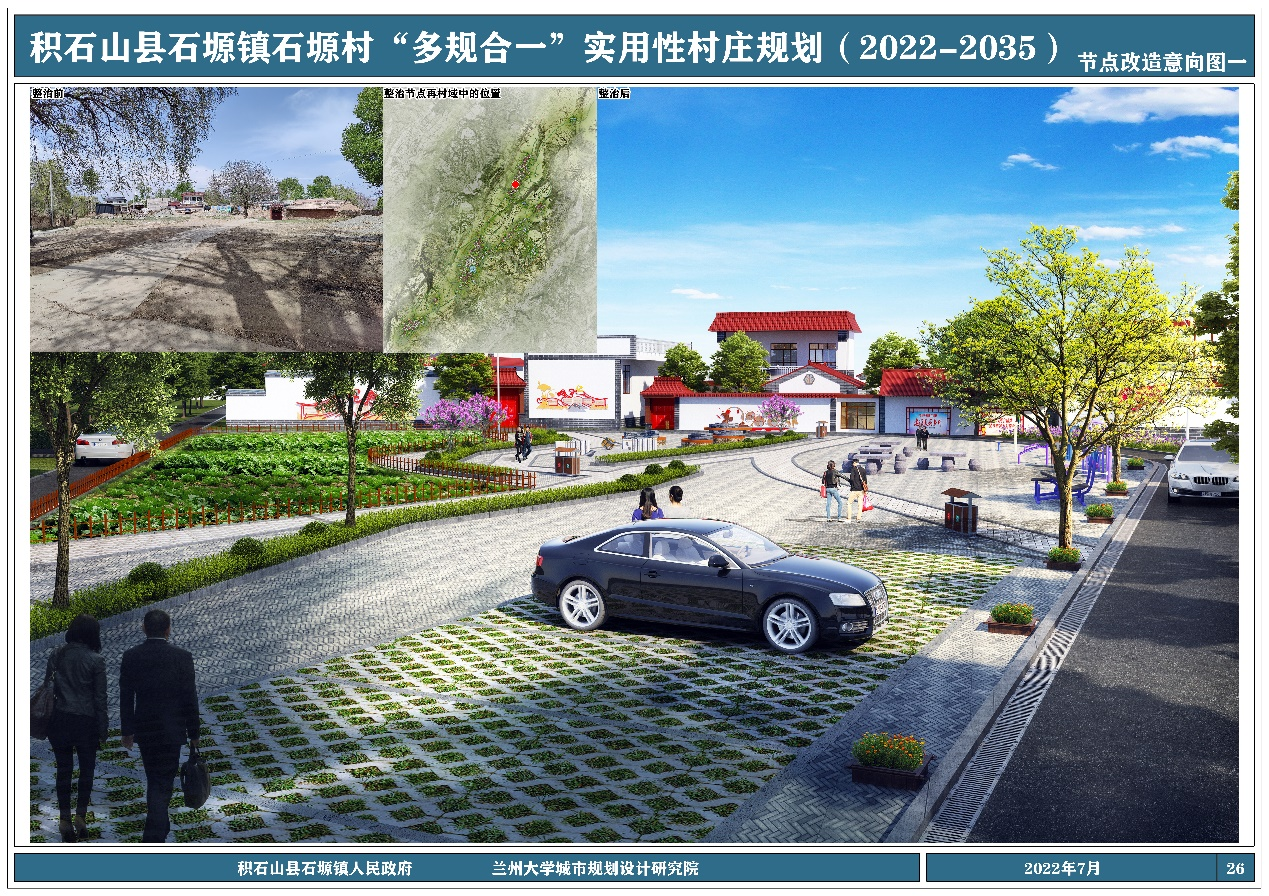 积石山县石塬镇石塬村“多规合一”实用性村庄规划（2022-2035）
节点改造意向图一
整治前
整治节点再村域中的位置
整治后
积石山县石塬镇人民政府
兰州大学城市规划设计研究院
2022年7月
26